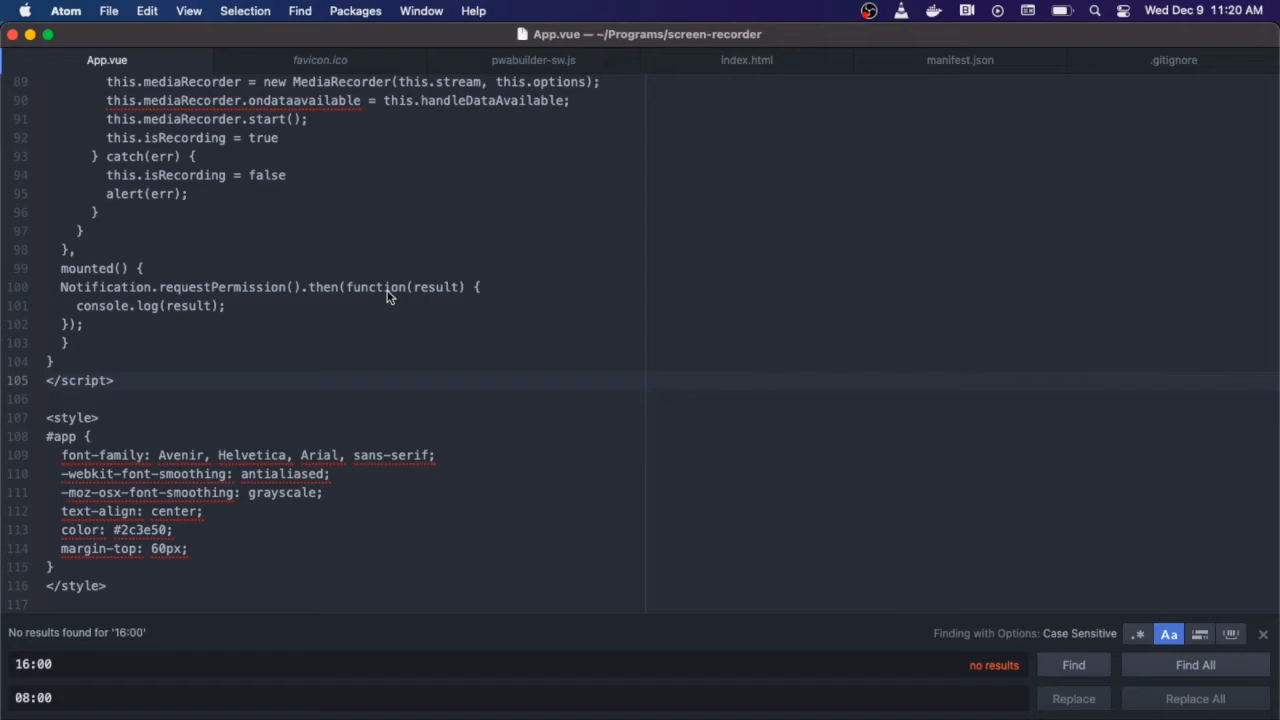 Atom File Edit View Selection Find Packages Window Help Wed Dec 9 11:20 AM
App.vue — ~/Programs/screen-recorder
App.vue favicon.ico pwabuilder-sw.js index.html manifest.json .gitignore
89 this.mediaRecorder = new MediaRecorder(this.stream, this.options);
90 this.mediaRecorder.ondataavailable = this.handleDataAvailable;
91 this.mediaRecorder.start();
92 this.isRecording = true
93 } catch(err) {
94 this.isRecording = false
95 alert(err);
96 }
97 }
98 },
99 mounted() {
100 Notification.requestPermission().then(function(result) {
101 console.log(result);
102 });
103 }
104 }
105 </script>
106
107 <style>
108 #app {
109 font-family: Avenir, Helvetica, Arial, sans-serif;
110 -webkit-font-smoothing: antialiased;
111 -moz-osx-font-smoothing: grayscale;
112 text-align: center;
113 color: #2c3e50;
114 margin-top: 60px;
115 }
116 </style>
117
No results found for '16:00' Finding with Options: Case Sensitive .* Aa
16:00 no results Find Find All
08:00 Replace Replace All